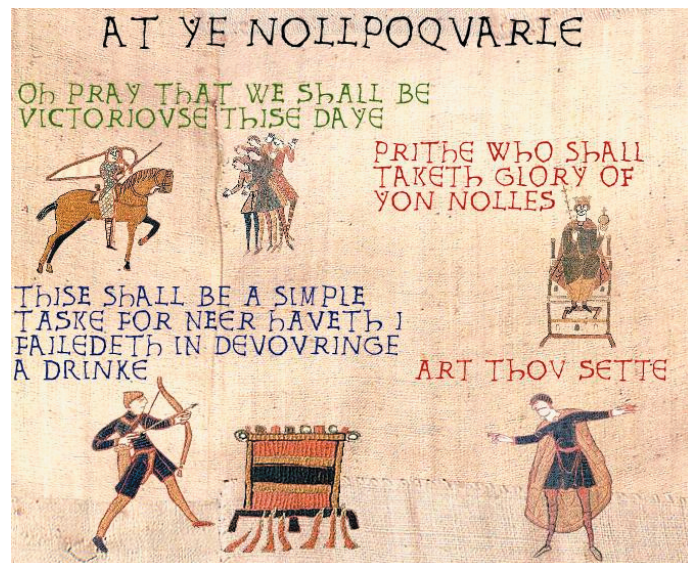 AT YE NOLLPOQVARIE
Oh PRAY ThAT WE ShALL BE
VICTORIOVSE ThISE DAYE
PRIThE WhO ShALL
TAKETh GLORY OF
YON NOLLES
ThISE ShALL BE A SIMPLE
TASKE FOR NEER hAVETh I
FAILEDETh IN DEVOVRINGE
A DRINKE
ART ThOV SETTE